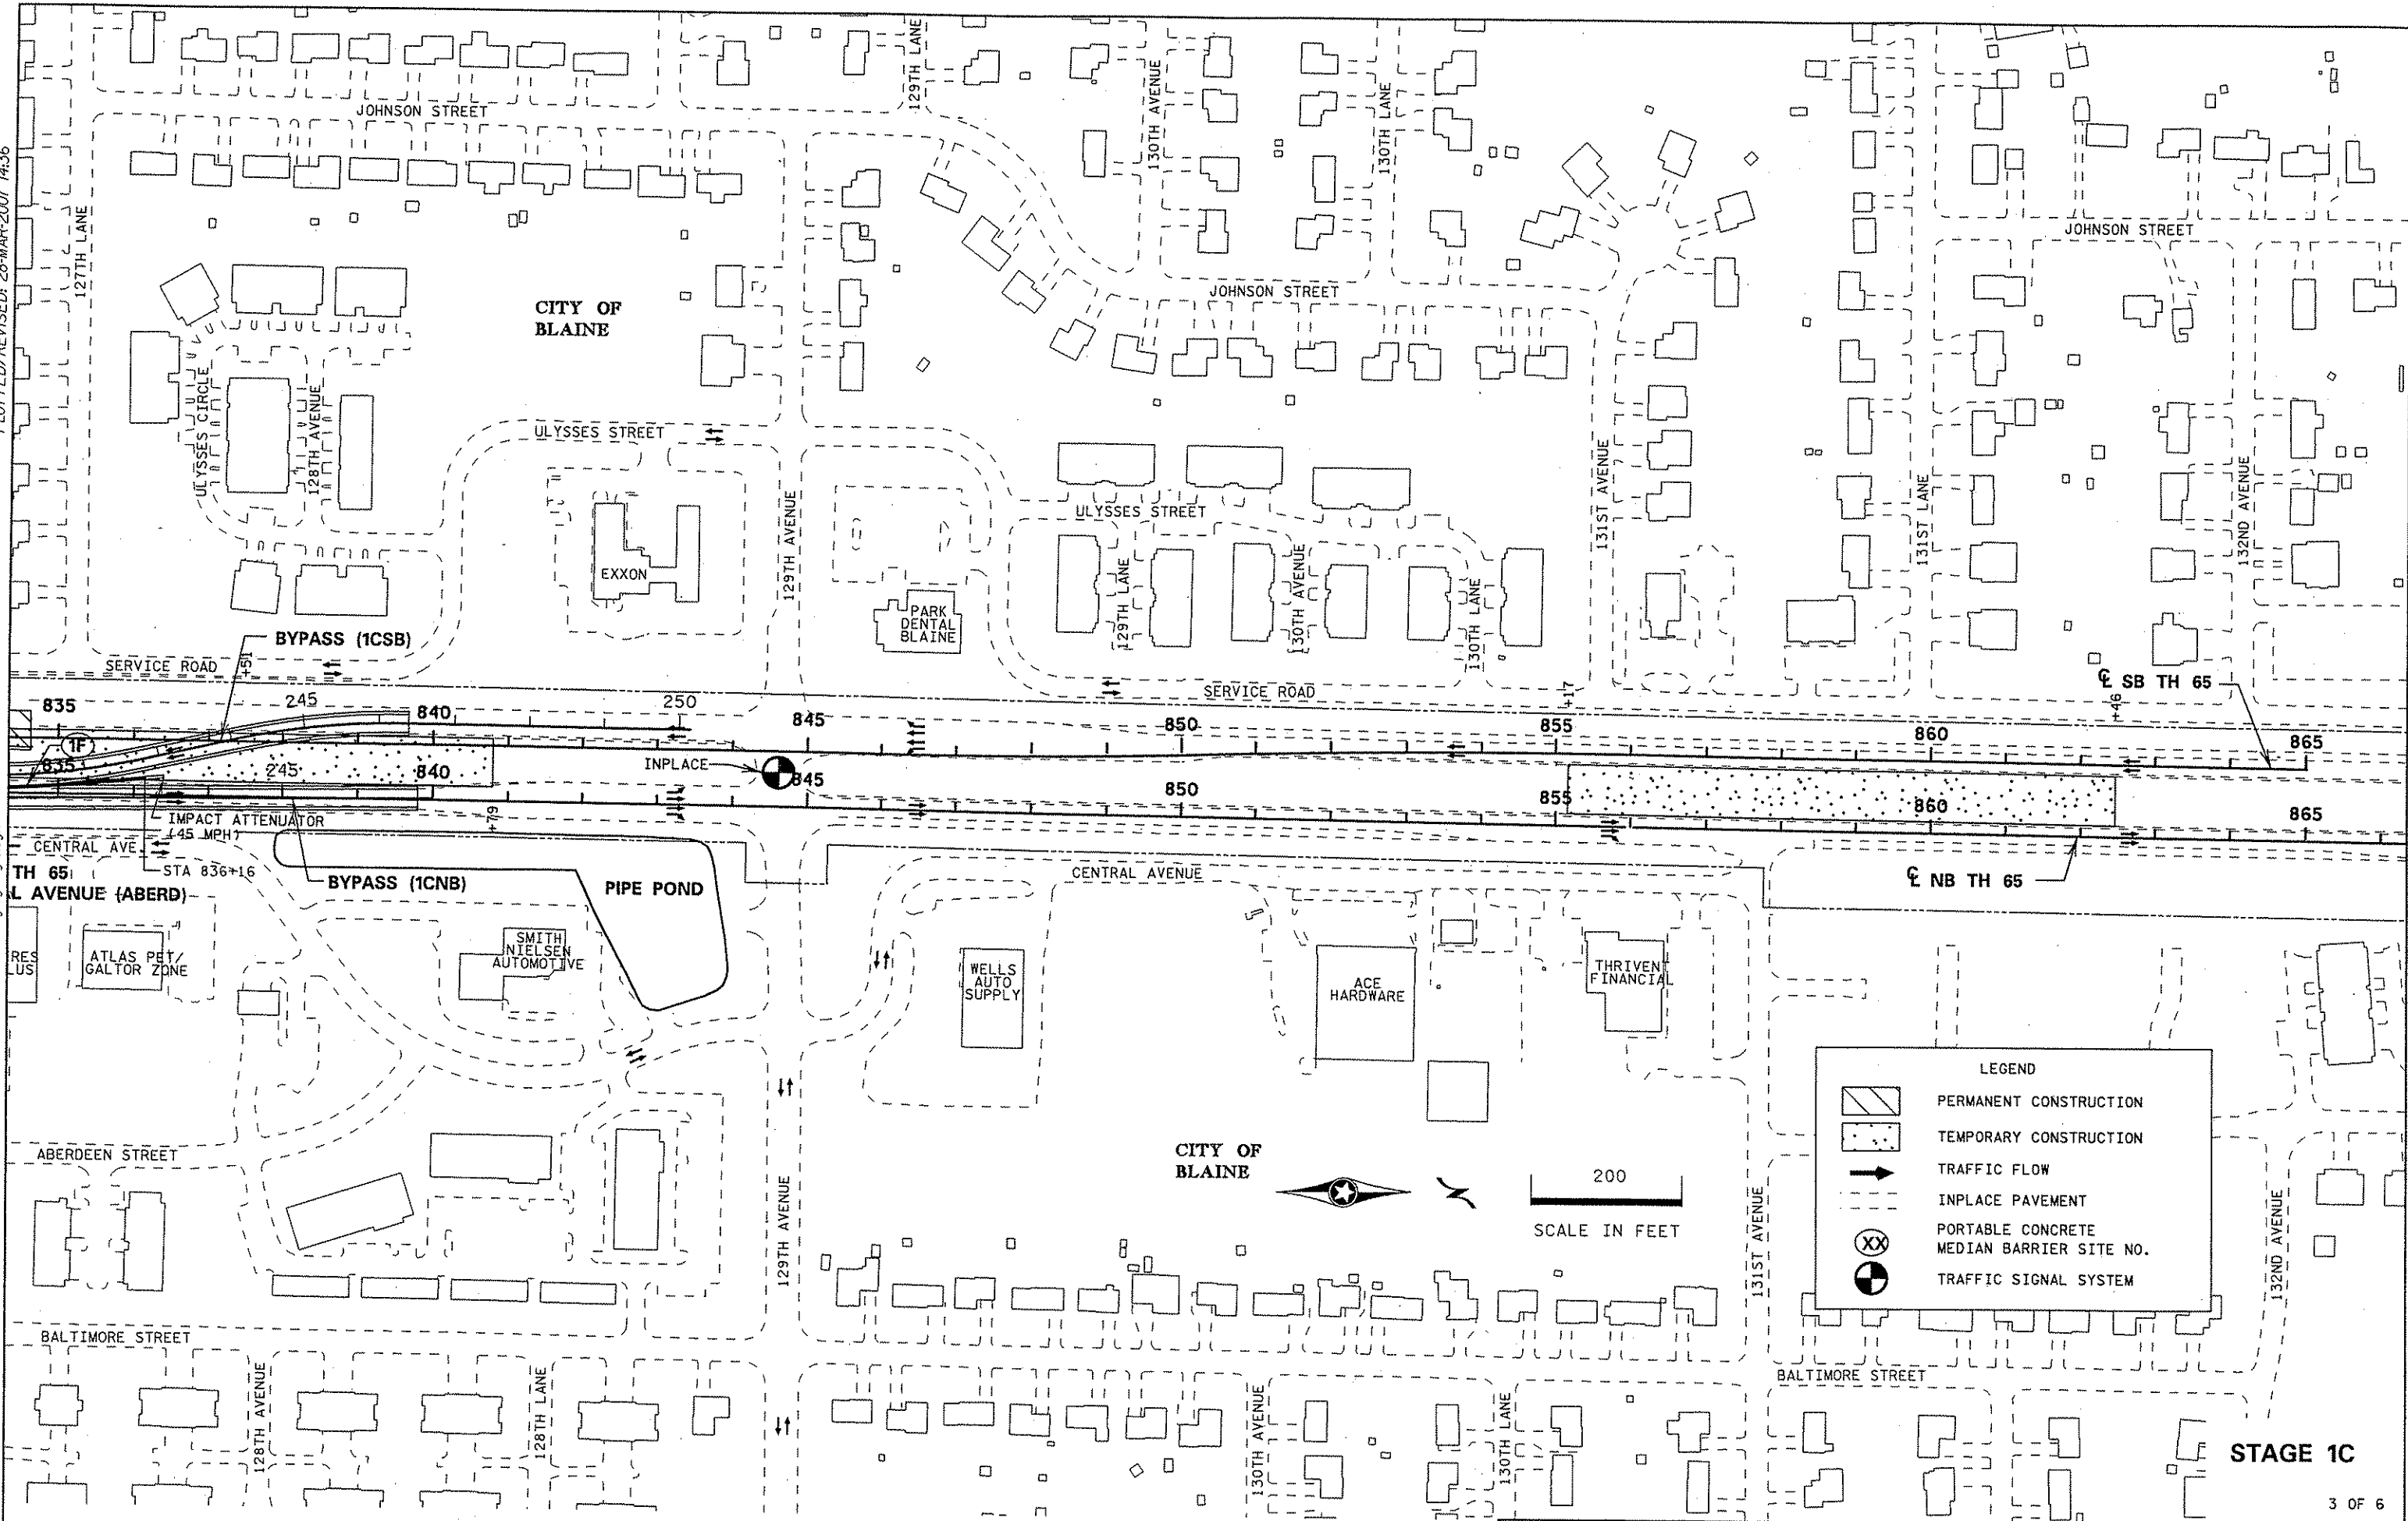 129TH LANE
JOHNSON STREET
130TH AVENUE
130TH LANE
127TH LANE
JOHNSON STREET
JOHNSON STREET
CITY OF
BLAINE
ULYSSES CIRCLE
128TH AVENUE
ULYSSES STREET
129TH AVENUE
ULYSSES STREET
131ST AVENUE
131ST LANE
132ND AVENUE
EXXON
PARK
DENTAL
BLAINE
129TH LANE
130TH AVENUE
130TH LANE
BYPASS (1CSB)
SERVICE ROAD
+51
SERVICE ROAD
+17
+46
℄ SB TH 65
835
245
840
250
845
850
855
860
865
1F
835
245
840
INPLACE
845
850
855
860
865
IMPACT ATTENUATOR
(45 MPH)
+79
CENTRAL AVE.
STA 836+16
TH 65
L AVENUE (ABERD)
BYPASS (1CNB)
PIPE POND
CENTRAL AVENUE
℄ NB TH 65
RES
LUS
ATLAS PET/
GALTOR ZONE
SMITH
NIELSEN
AUTOMOTIVE
WELLS
AUTO
SUPPLY
ACE
HARDWARE
THRIVEN
FINANCIAL
LEGEND
PERMANENT CONSTRUCTION
TEMPORARY CONSTRUCTION
TRAFFIC FLOW
INPLACE PAVEMENT
XX
PORTABLE CONCRETE
MEDIAN BARRIER SITE NO.
TRAFFIC SIGNAL SYSTEM
ABERDEEN STREET
CITY OF
BLAINE
200
SCALE IN FEET
129TH AVENUE
131ST AVENUE
132ND AVENUE
BALTIMORE STREET
BALTIMORE STREET
128TH AVENUE
128TH LANE
130TH AVENUE
130TH LANE
STAGE 1C
3 OF 6